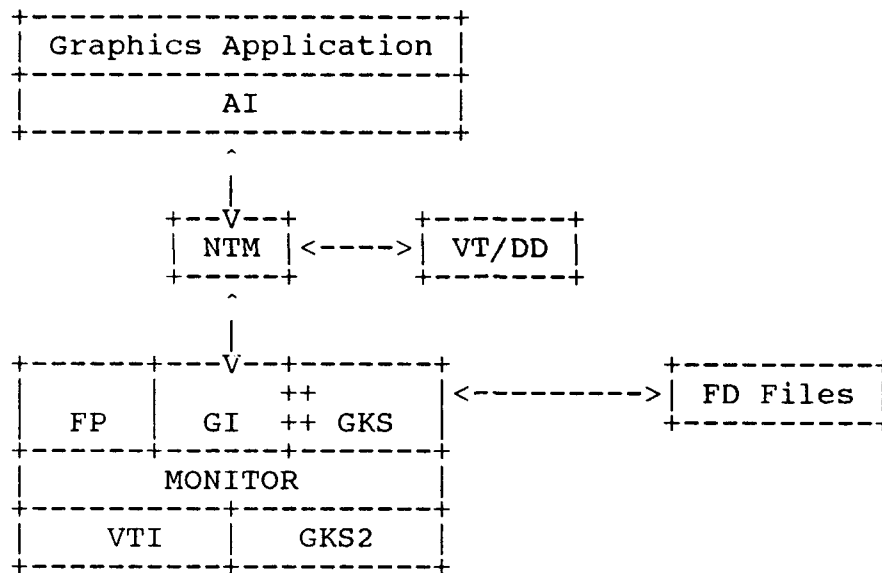 Graphics Application
AI
NTM <----> VT/DD
++
FP GI ++ GKS <---------> FD Files
MONITOR
VTI GKS2